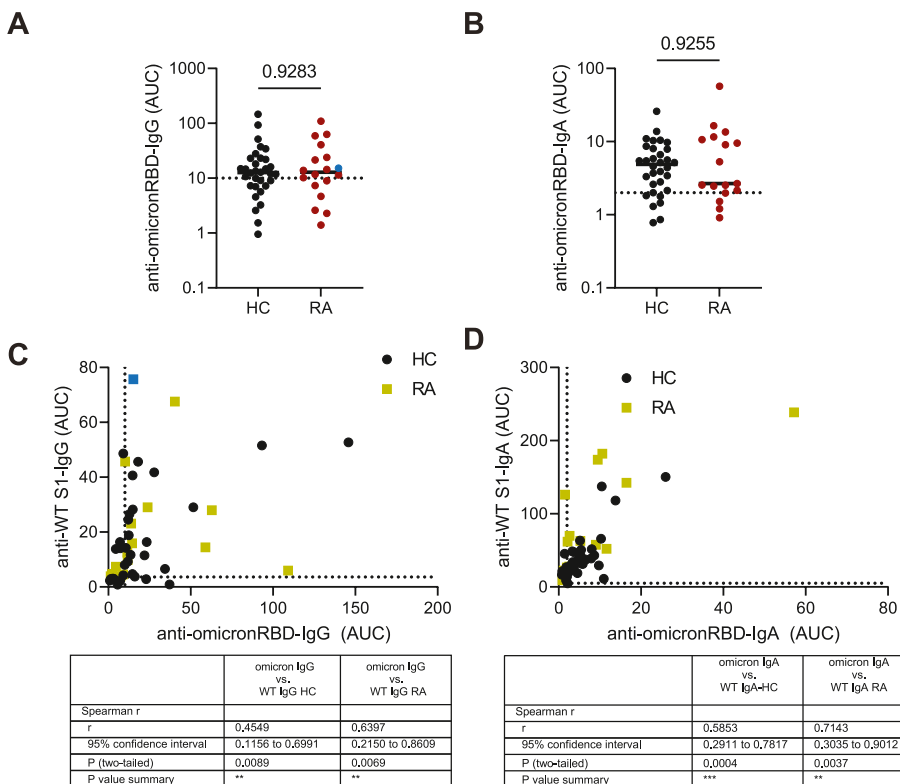 A
B
0.9283
0.9255
anti-omicronRBD-IgG (AUC)
1000
100
10
1
0.1
HC
RA
anti-omicronRBD-IgA (AUC)
100
10
1
0.1
HC
RA
C
D
HC
RA
anti-WT S1-IgG (AUC)
80
60
40
20
0
0
50
100
150
200
anti-omicronRBD-IgG (AUC)
HC
RA
anti-WT S1-IgA (AUC)
300
200
100
0
0
20
40
60
80
anti-omicronRBD-IgA (AUC)
omicron IgG vs. WT IgG HC
omicron IgG vs. WT IgG RA
Spearman r
r 0.4549 0.6397
95% confidence interval 0.1156 to 0.6991 0.2150 to 0.8609
P (two-tailed) 0.0089 0.0069
P value summary ** **
omicron IgA vs. WT IgA-HC
omicron IgA vs. WT IgA RA
Spearman r
r 0.5853 0.7143
95% confidence interval 0.2911 to 0.7817 0.3035 to 0.9012
P (two-tailed) 0.0004 0.0037
P value summary *** **